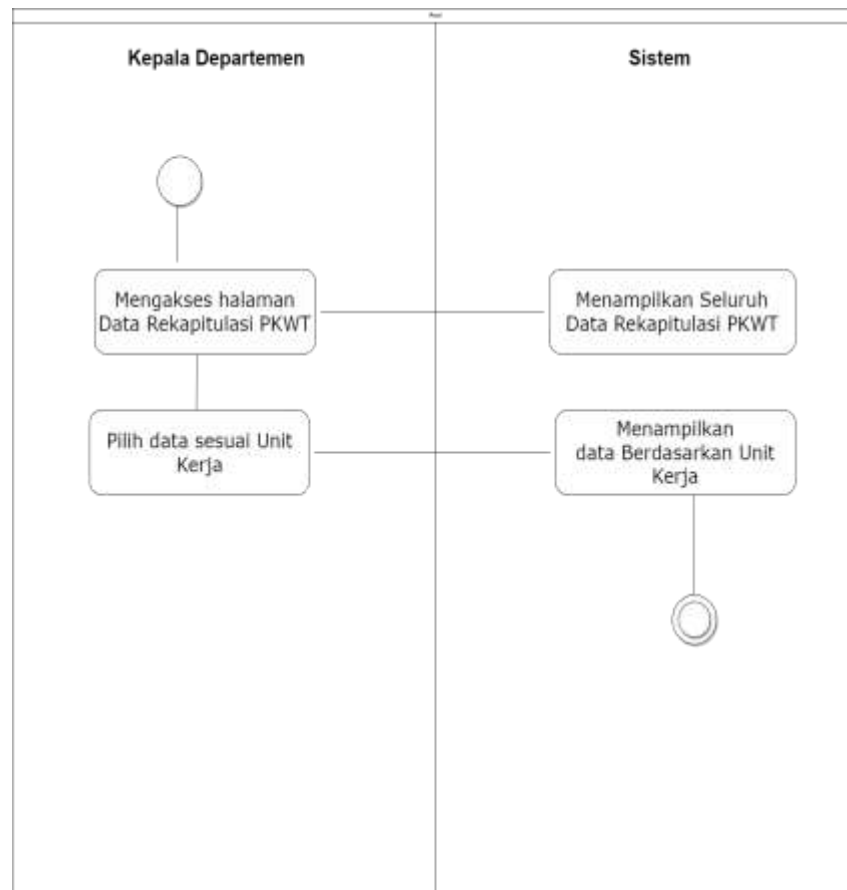 Pool
Kepala Departemen
Sistem
Mengakses halaman
Data Rekapitulasi PKWT
Menampilkan Seluruh
Data Rekapitulasi PKWT
Pilih data sesuai Unit
Kerja
Menampilkan
data Berdasarkan Unit
Kerja